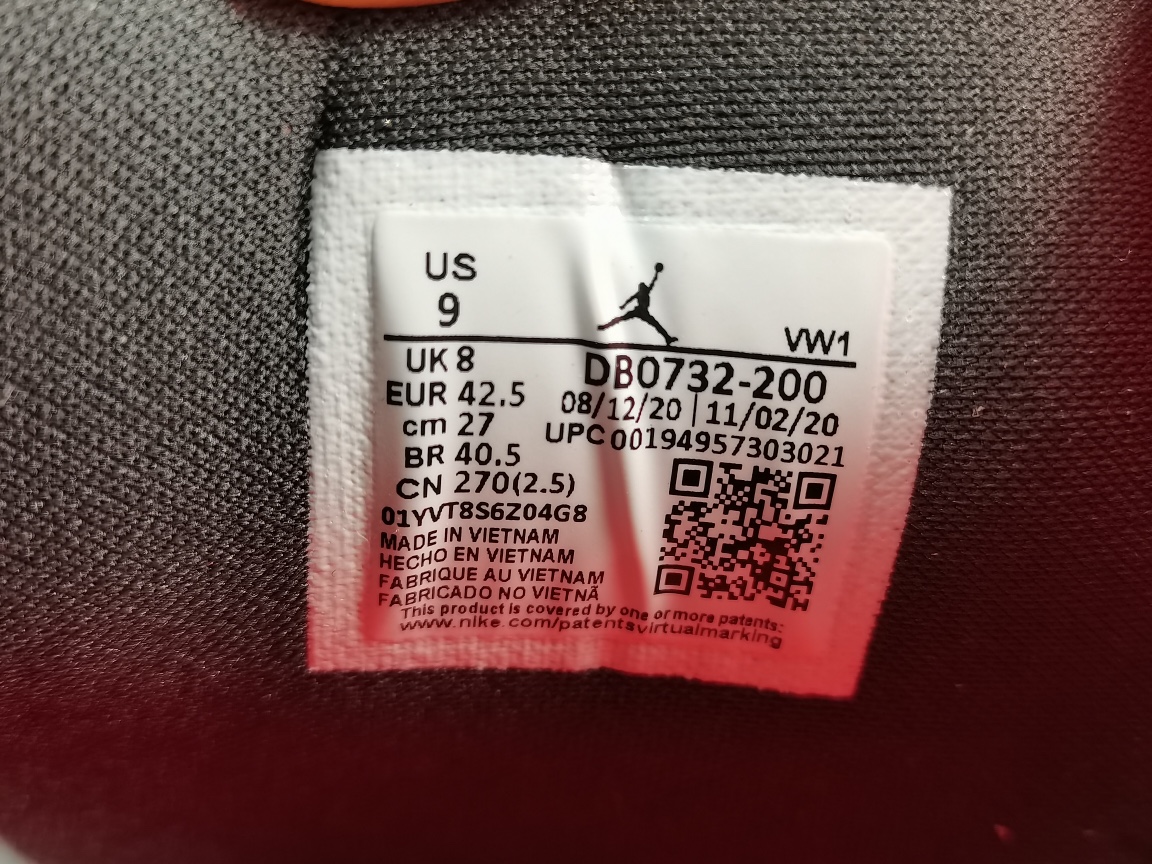 US
9
VW1
UK 8
EUR 42.5
cm 27
BR 40.5
CN 270(2.5)
01YVT8S6Z04G8
MADE IN VIETNAM
HECHO EN VIETNAM
FABRIQUE AU VIETNAM
FABRICADO NO VIETNÃ
DB0732-200
08/12/20 | 11/02/20
UPC 00194957303021
This product is covered by one or more patents:
www.nike.com/patentsvirtualmarking